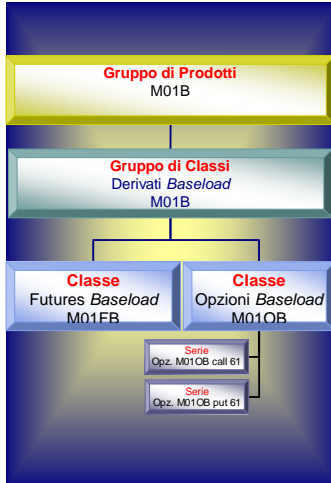 Gruppo di Prodotti
M01B
Gruppo di Classi
Derivati Baseload
M01B
Classe
Futures Baseload
M01FB
Classe
Opzioni Baseload
M01OB
Serie
Opz. M01OB call 61
Serie
Opz. M01OB put 61